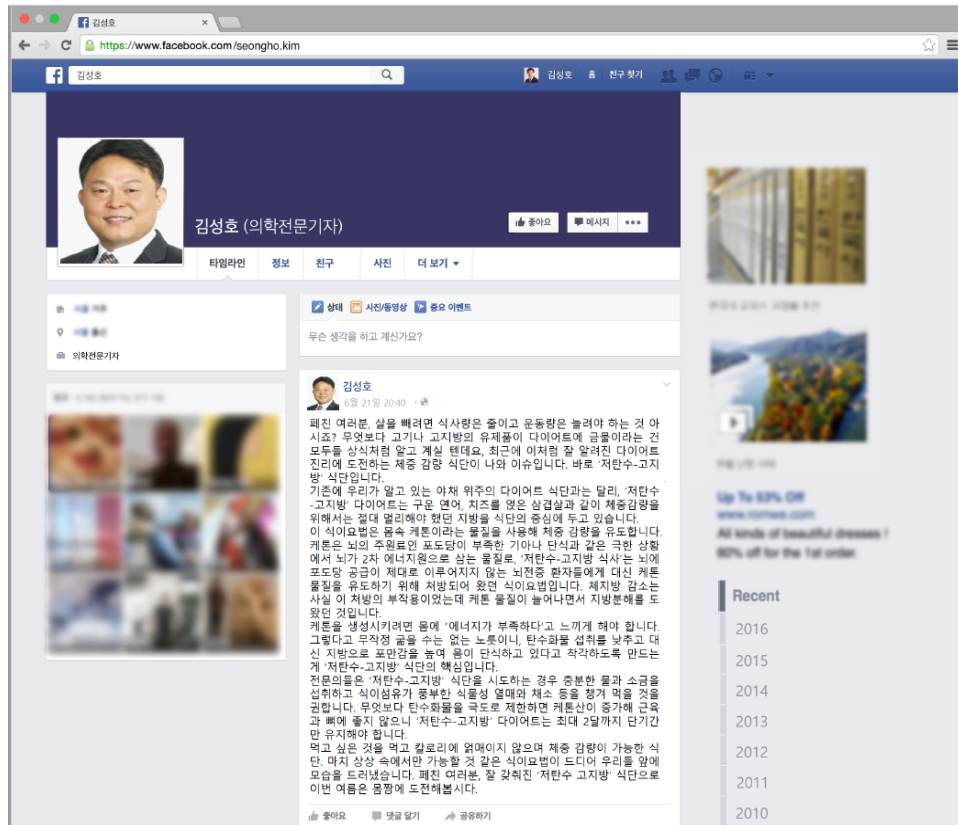 김성호
https://www.facebook.com/seongho.kim
김성호
김성호
홈
친구 찾기
김성호 (의학전문기자)
좋아요
메시지
타임라인
정보
친구
사진
더 보기
의학전문기자
상태
사진/동영상
중요 이벤트
무슨 생각을 하고 계신가요?
김성호
6월 21일 20:40
페친 여러분, 살을 빼려면 식사량은 줄이고 운동량은 늘려야 하는 것 아
시죠? 무엇보다 고기나 고지방의 유제품이 다이어트에 금물이라는 건
모두들 상식처럼 알고 계실 텐데요, 최근에 이처럼 잘 알려진 다이어트
진리에 도전하는 체중 감량 식단이 나와 이슈입니다. 바로 '저탄수-고지
방' 식단입니다.
기존에 우리가 알고 있는 야채 위주의 다이어트 식단과는 달리, '저탄수
-고지방' 다이어트는 구운 연어, 치즈를 얹은 삼겹살과 같이 체중감량을
위해서는 절대 멀리해야 했던 지방을 식단의 중심에 두고 있습니다.
이 식이요법은 몸속 케톤이라는 물질을 사용해 체중 감량을 유도합니다.
케톤은 뇌의 주원료인 포도당이 부족한 기아나 단식과 같은 극한 상황
에서 뇌가 2차 에너지원으로 삼는 물질로, '저탄수-고지방 식사'는 뇌에
포도당 공급이 제대로 이루어지지 않는 뇌전증 환자들에게 대신 케톤
물질을 유도하기 위해 처방되어 왔던 식이요법입니다. 체지방 감소는
사실 이 처방의 부작용이었는데 케톤 물질이 늘어나면서 지방분해를 도
왔던 것입니다.
케톤을 생성시키려면 몸에 '에너지가 부족하다'고 느끼게 해야 합니다.
그렇다고 무작정 굶을 수는 없는 노릇이니, 탄수화물 섭취를 낮추고 대
신 지방으로 포만감을 높여 몸이 단식하고 있다고 착각하도록 만드는
게 '저탄수-고지방' 식단의 핵심입니다.
전문의들은 '저탄수-고지방' 식단을 시도하는 경우 충분한 물과 소금을
섭취하고 식이섬유가 풍부한 식물성 열매와 채소 등을 챙겨 먹을 것을
권합니다. 무엇보다 탄수화물을 극도로 제한하면 케톤산이 증가해 근육
과 뼈에 좋지 않으니 '저탄수-고지방' 다이어트는 최대 2달까지 단기간
만 유지해야 합니다.
먹고 싶은 것을 먹고 칼로리에 얽매이지 않으며 체중 감량이 가능한 식
단. 마치 상상 속에서만 가능할 것 같은 식이요법이 드디어 우리들 앞에
모습을 드러냈습니다. 페친 여러분, 잘 갖춰진 '저탄수 고지방' 식단으로
이번 여름은 몸짱에 도전해봅시다.
좋아요
댓글 달기
공유하기
Up To 53% Off
www.romwe.com
All kinds of beautiful dresses !
60% off for the 1st order.
Recent
2016
2015
2014
2013
2012
2011
2010